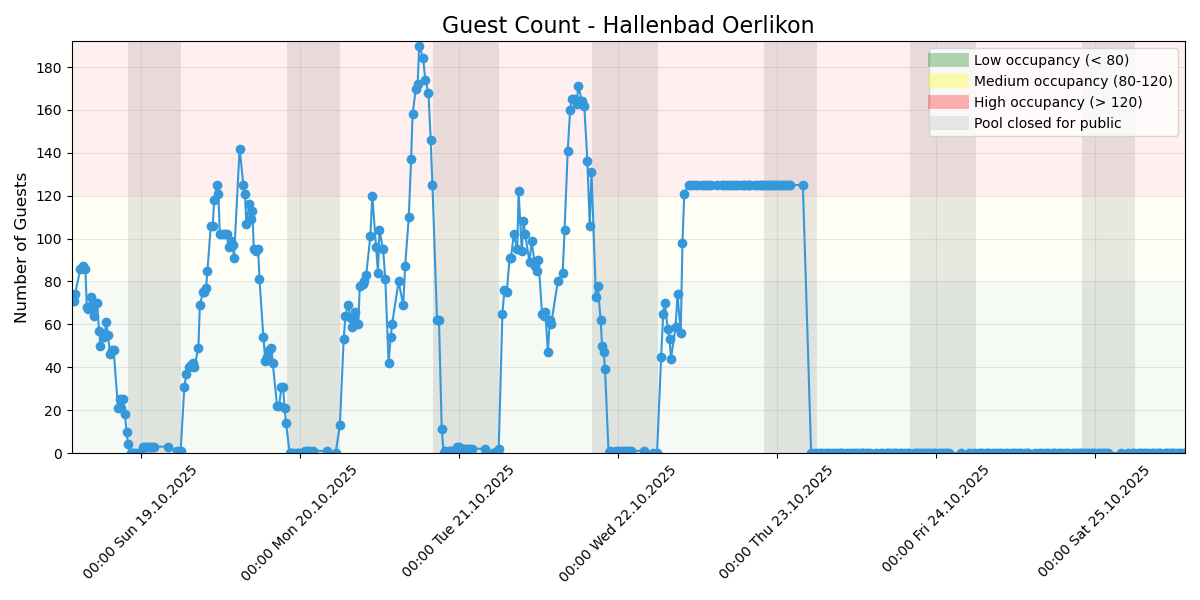 Guest Count - Hallenbad Oerlikon
Number of Guests
180
160
140
120
100
80
60
40
20
0
Low occupancy (< 80)
Medium occupancy (80-120)
High occupancy (> 120)
Pool closed for public
00:00 Sun 19.10.2025
00:00 Mon 20.10.2025
00:00 Tue 21.10.2025
00:00 Wed 22.10.2025
00:00 Thu 23.10.2025
00:00 Fri 24.10.2025
00:00 Sat 25.10.2025